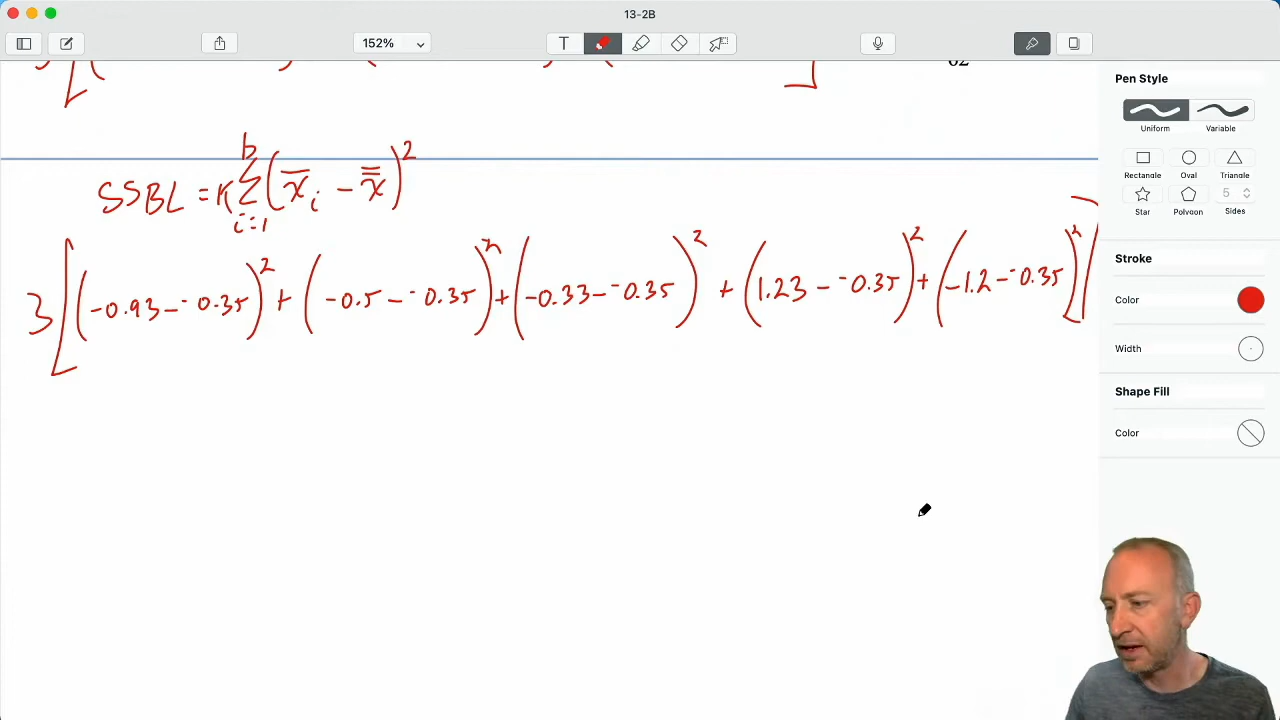 13-2B
152%
T
SSBL = K Σ (x̄ᵢ - x̿)²
b
i=1
3[(-0.93 - -0.35)² + (-0.5 - -0.35)² + (-0.33 - -0.35)² + (1.23 - -0.35)² + (-1.2 - -0.35)²
Pen Style
Uniform Variable
Rectangle Oval Triangle
5
Star Polygon Sides
Stroke
Color
Width
Shape Fill
Color